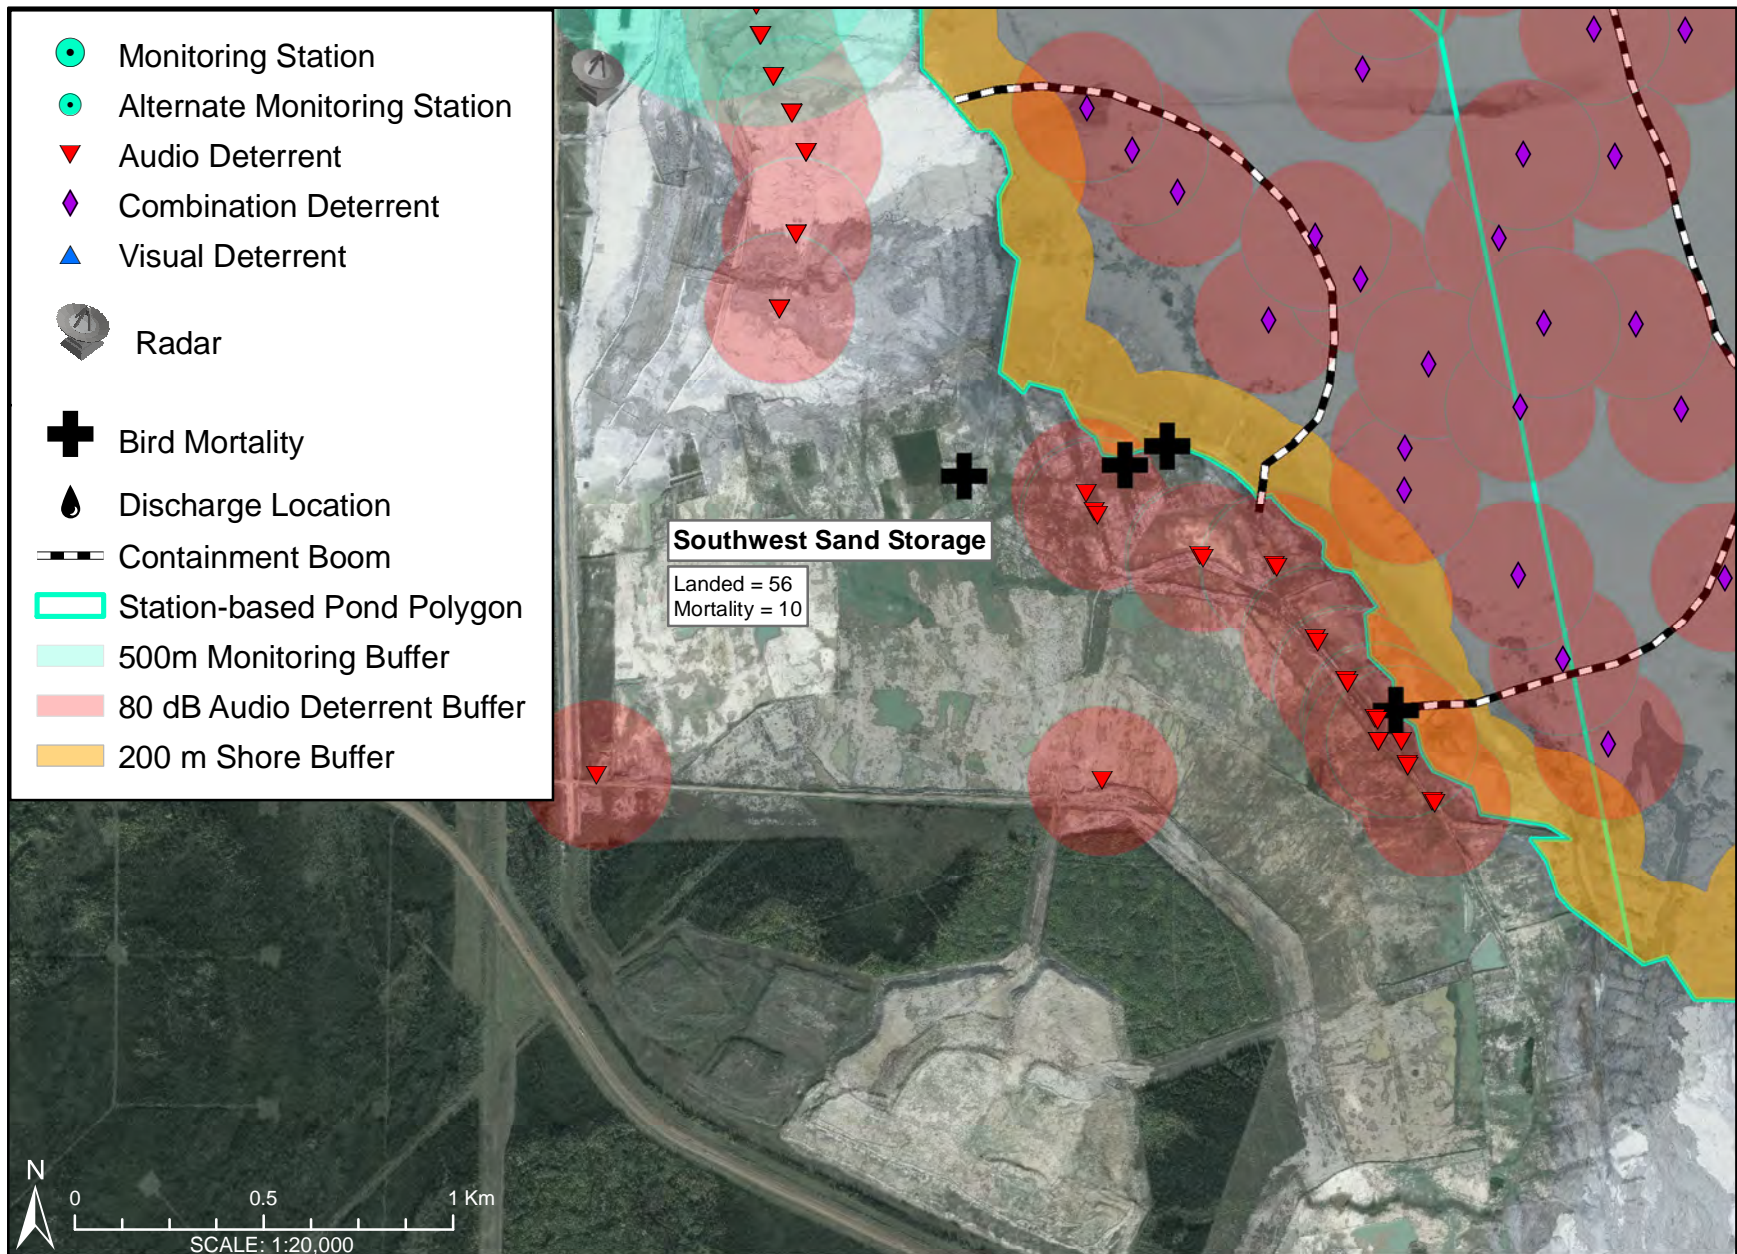 Monitoring Station
Alternate Monitoring Station
Audio Deterrent
Combination Deterrent
Visual Deterrent
Radar
Bird Mortality
Discharge Location
Containment Boom
Station-based Pond Polygon
500m Monitoring Buffer
80 dB Audio Deterrent Buffer
200 m Shore Buffer
Southwest Sand Storage
Landed = 56
Mortality = 10
N
0 0.5 1 Km
SCALE: 1:20,000